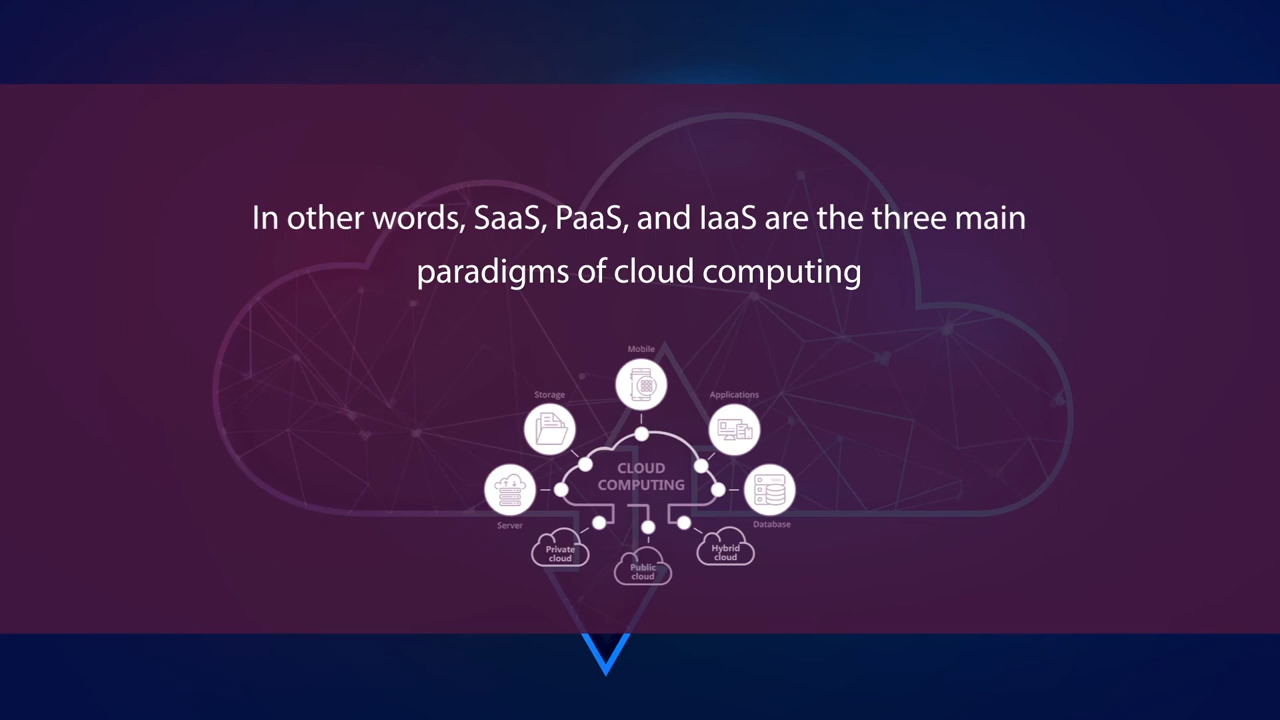 In other words, SaaS, PaaS, and IaaS are the three main
paradigms of cloud computing
Mobile
Storage
Applications
CLOUD
COMPUTING
Server
Database
Private
cloud
Hybrid
cloud
Public
cloud